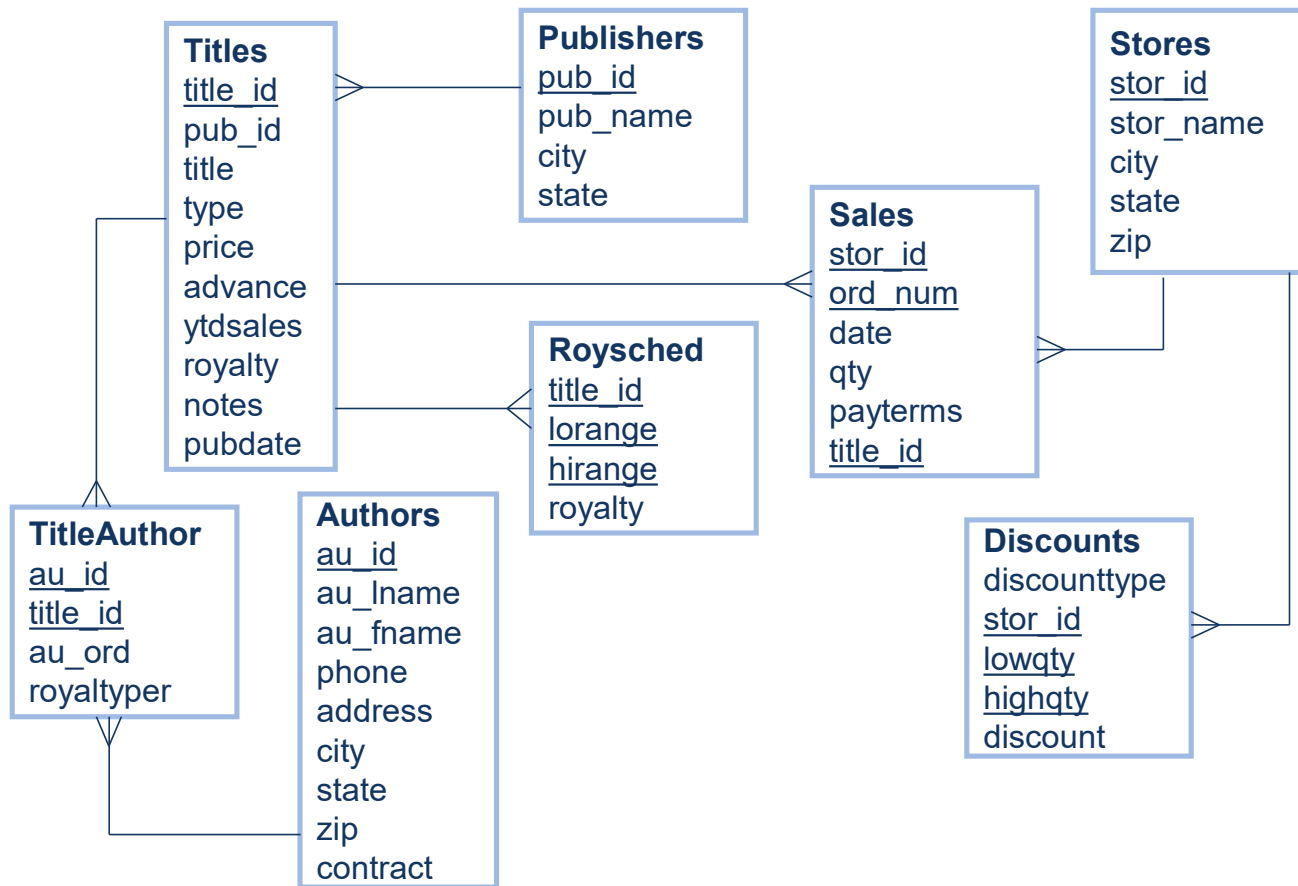 Titles
title_id
pub_id
title
type
price
advance
ytdsales
royalty
notes
pubdate
Publishers
pub_id
pub_name
city
state
Stores
stor_id
stor_name
city
state
zip
Sales
stor_id
ord_num
date
qty
payterms
title_id
Roysched
title_id
lorange
hirange
royalty
TitleAuthor
au_id
title_id
au_ord
royaltyper
Authors
au_id
au_lname
au_fname
phone
address
city
state
zip
contract
Discounts
discounttype
stor_id
lowqty
highqty
discount